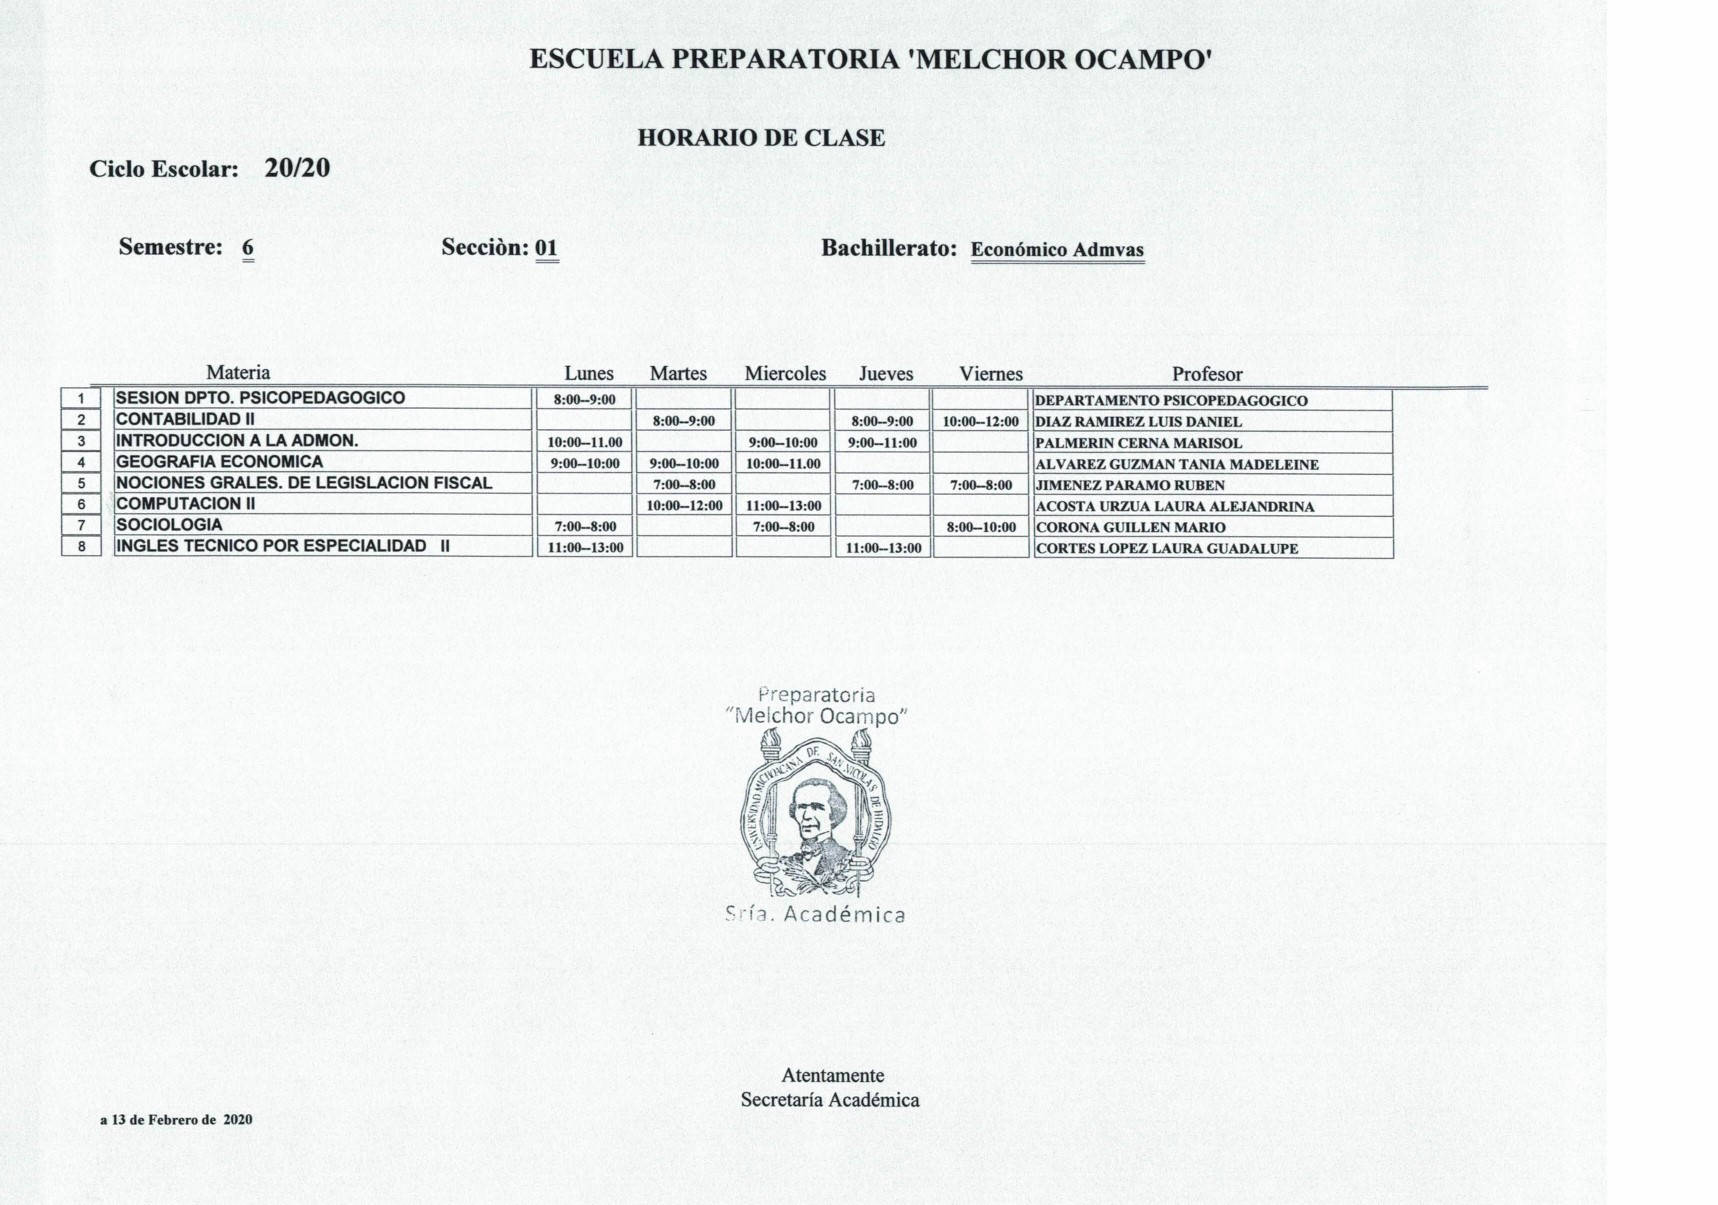 ESCUELA PREPARATORIA 'MELCHOR OCAMPO'
HORARIO DE CLASE
Ciclo Escolar: 20/20
Semestre: 6 Secciòn: 01 Bachillerato: Económico Admvas
Materia Lunes Martes Miercoles Jueves Viernes Profesor
1 SESION DPTO. PSICOPEDAGOGICO 8:00--9:00 DEPARTAMENTO PSICOPEDAGOGICO
2 CONTABILIDAD II 8:00--9:00 8:00--9:00 10:00--12:00 DIAZ RAMIREZ LUIS DANIEL
3 INTRODUCCION A LA ADMON. 10:00--11.00 9:00--10:00 9:00--11:00 PALMERIN CERNA MARISOL
4 GEOGRAFIA ECONOMICA 9:00--10:00 9:00--10:00 10:00--11.00 ALVAREZ GUZMAN TANIA MADELEINE
5 NOCIONES GRALES. DE LEGISLACION FISCAL 7:00--8:00 7:00--8:00 7:00--8:00 JIMENEZ PARAMO RUBEN
6 COMPUTACION II 10:00--12:00 11:00--13:00 ACOSTA URZUA LAURA ALEJANDRINA
7 SOCIOLOGIA 7:00--8:00 7:00--8:00 8:00--10:00 CORONA GUILLEN MARIO
8 INGLES TECNICO POR ESPECIALIDAD II 11:00--13:00 11:00--13:00 CORTES LOPEZ LAURA GUADALUPE
Preparatoria
"Melchor Ocampo"
UNIVERSIDAD MICHOACANA DE SAN NICOLAS DE HIDALGO
Sría. Académica
Atentamente
Secretaría Académica
a 13 de Febrero de 2020